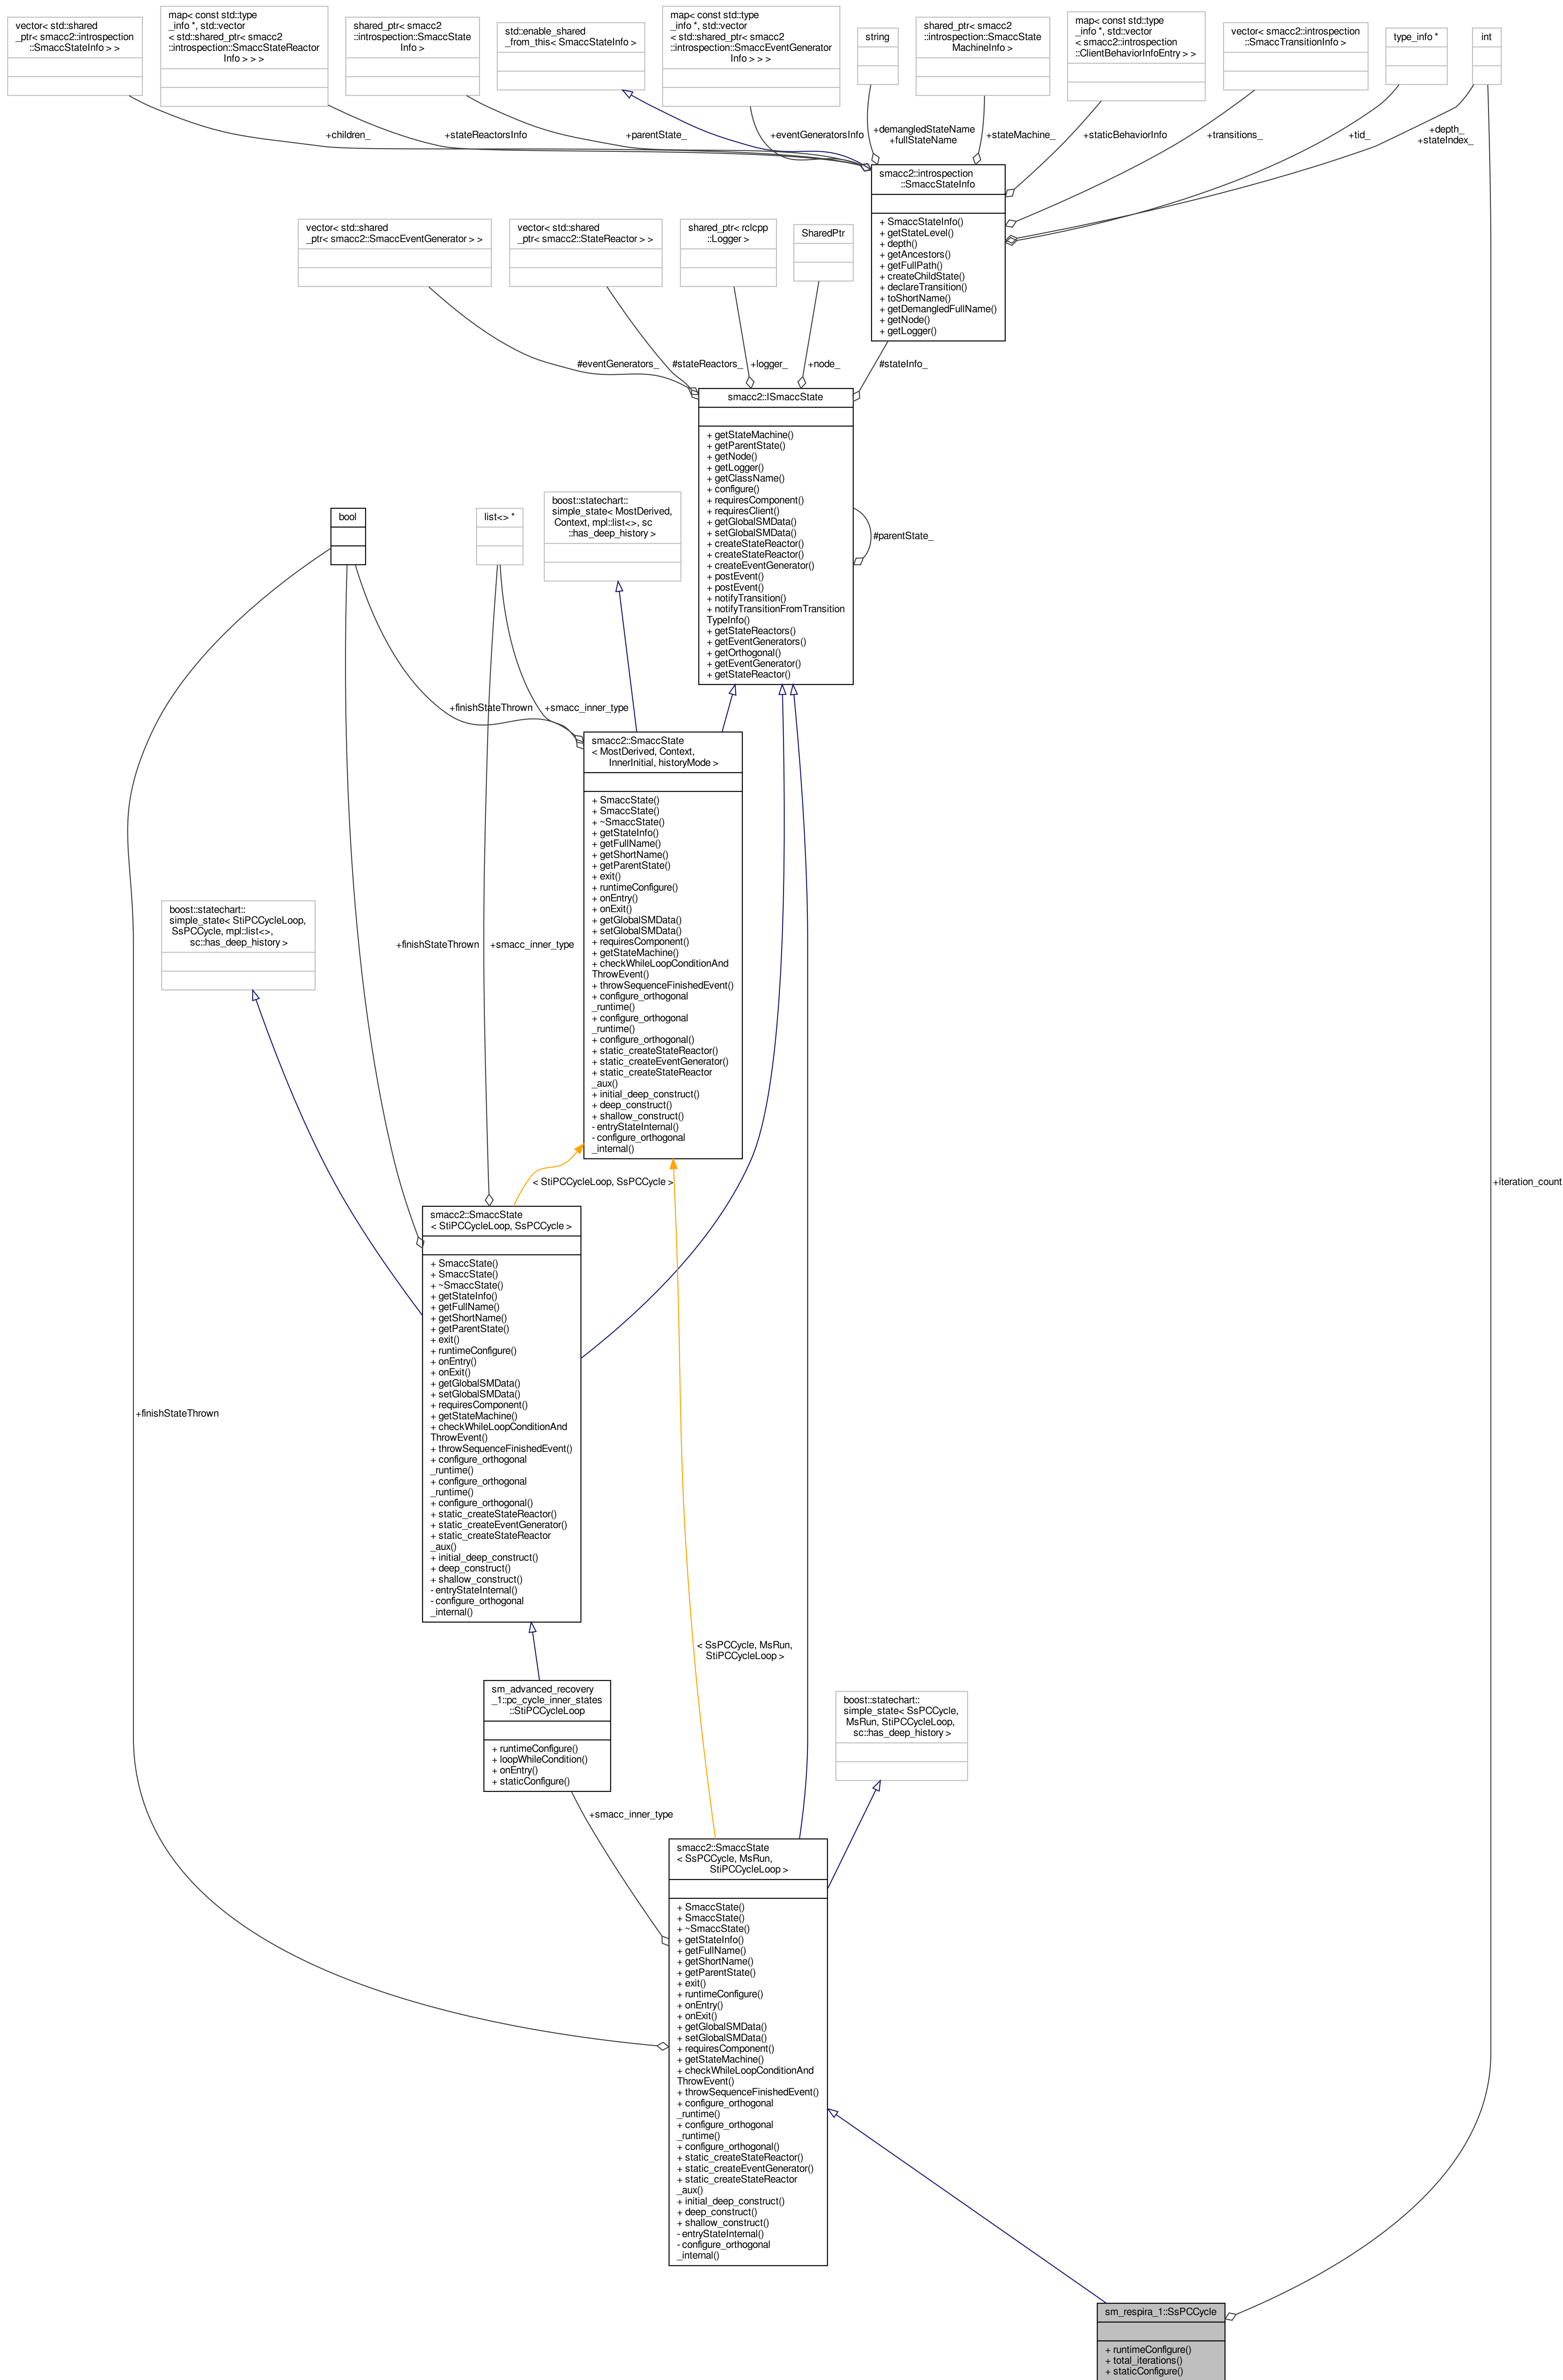 vector< std::shared
_ptr< smacc2::introspection
::SmaccStateInfo > >
map< const std::type
_info *, std::vector
< std::shared_ptr< smacc2
::introspection::SmaccStateReactor
Info > > >
shared_ptr< smacc2
::introspection::SmaccState
Info >
std::enable_shared
_from_this< SmaccStateInfo >
map< const std::type
_info *, std::vector
< std::shared_ptr< smacc2
::introspection::SmaccEventGenerator
Info > > >
string
shared_ptr< smacc2
::introspection::SmaccState
MachineInfo >
map< const std::type
_info *, std::vector
< smacc2::introspection
::ClientBehaviorInfoEntry > >
vector< smacc2::introspection
::SmaccTransitionInfo >
type_info *
int
+children_
+stateReactorsInfo
+parentState_
+eventGeneratorsInfo
+demangledStateName
+fullStateName
+stateMachine_
+staticBehaviorInfo
+transitions_
+tid_
+depth_
+stateIndex_
smacc2::introspection
::SmaccStateInfo
+ SmaccStateInfo()
+ getStateLevel()
+ depth()
+ getAncestors()
+ getFullPath()
+ createChildState()
+ declareTransition()
+ toShortName()
+ getDemangledFullName()
+ getNode()
+ getLogger()
vector< std::shared
_ptr< smacc2::SmaccEventGenerator > >
vector< std::shared
_ptr< smacc2::StateReactor > >
shared_ptr< rclcpp
::Logger >
SharedPtr
#eventGenerators_
#stateReactors_
+logger_
+node_
#stateInfo_
smacc2::ISmaccState
+ getStateMachine()
+ getParentState()
+ getNode()
+ getLogger()
+ getClassName()
+ configure()
+ requiresComponent()
+ requiresClient()
+ getGlobalSMData()
+ setGlobalSMData()
+ createStateReactor()
+ createStateReactor()
+ createEventGenerator()
+ postEvent()
+ postEvent()
+ notifyTransition()
+ notifyTransitionFromTransition
TypeInfo()
+ getStateReactors()
+ getEventGenerators()
+ getOrthogonal()
+ getEventGenerator()
+ getStateReactor()
#parentState_
bool
list<> *
boost::statechart::
simple_state< MostDerived,
Context, mpl::list<>, sc
::has_deep_history >
+finishStateThrown
+smacc_inner_type
smacc2::SmaccState
< MostDerived, Context,
InnerInitial, historyMode >
+ SmaccState()
+ SmaccState()
+ ~SmaccState()
+ getStateInfo()
+ getFullName()
+ getShortName()
+ getParentState()
+ exit()
+ runtimeConfigure()
+ onEntry()
+ onExit()
+ getGlobalSMData()
+ setGlobalSMData()
+ requiresComponent()
+ getStateMachine()
+ checkWhileLoopConditionAnd
ThrowEvent()
+ throwSequenceFinishedEvent()
+ configure_orthogonal
_runtime()
+ configure_orthogonal
_runtime()
+ configure_orthogonal()
+ static_createStateReactor()
+ static_createEventGenerator()
+ static_createStateReactor
_aux()
+ initial_deep_construct()
+ deep_construct()
+ shallow_construct()
- entryStateInternal()
- configure_orthogonal
_internal()
boost::statechart::
simple_state< StiPCCycleLoop,
SsPCCycle, mpl::list<>,
sc::has_deep_history >
+finishStateThrown
+smacc_inner_type
< StiPCCycleLoop, SsPCCycle >
+iteration_count
smacc2::SmaccState
< StiPCCycleLoop, SsPCCycle >
+ SmaccState()
+ SmaccState()
+ ~SmaccState()
+ getStateInfo()
+ getFullName()
+ getShortName()
+ getParentState()
+ exit()
+ runtimeConfigure()
+ onEntry()
+ onExit()
+ getGlobalSMData()
+ setGlobalSMData()
+ requiresComponent()
+ getStateMachine()
+ checkWhileLoopConditionAnd
ThrowEvent()
+ throwSequenceFinishedEvent()
+ configure_orthogonal
_runtime()
+ configure_orthogonal
_runtime()
+ configure_orthogonal()
+ static_createStateReactor()
+ static_createEventGenerator()
+ static_createStateReactor
_aux()
+ initial_deep_construct()
+ deep_construct()
+ shallow_construct()
- entryStateInternal()
- configure_orthogonal
_internal()
+finishStateThrown
< SsPCCycle, MsRun,
StiPCCycleLoop >
sm_advanced_recovery
_1::pc_cycle_inner_states
::StiPCCycleLoop
+ runtimeConfigure()
+ loopWhileCondition()
+ onEntry()
+ staticConfigure()
boost::statechart::
simple_state< SsPCCycle,
MsRun, StiPCCycleLoop,
sc::has_deep_history >
+smacc_inner_type
smacc2::SmaccState
< SsPCCycle, MsRun,
StiPCCycleLoop >
+ SmaccState()
+ SmaccState()
+ ~SmaccState()
+ getStateInfo()
+ getFullName()
+ getShortName()
+ getParentState()
+ exit()
+ runtimeConfigure()
+ onEntry()
+ onExit()
+ getGlobalSMData()
+ setGlobalSMData()
+ requiresComponent()
+ getStateMachine()
+ checkWhileLoopConditionAnd
ThrowEvent()
+ throwSequenceFinishedEvent()
+ configure_orthogonal
_runtime()
+ configure_orthogonal
_runtime()
+ configure_orthogonal()
+ static_createStateReactor()
+ static_createEventGenerator()
+ static_createStateReactor
_aux()
+ initial_deep_construct()
+ deep_construct()
+ shallow_construct()
- entryStateInternal()
- configure_orthogonal
_internal()
sm_respira_1::SsPCCycle
+ runtimeConfigure()
+ total_iterations()
+ staticConfigure()